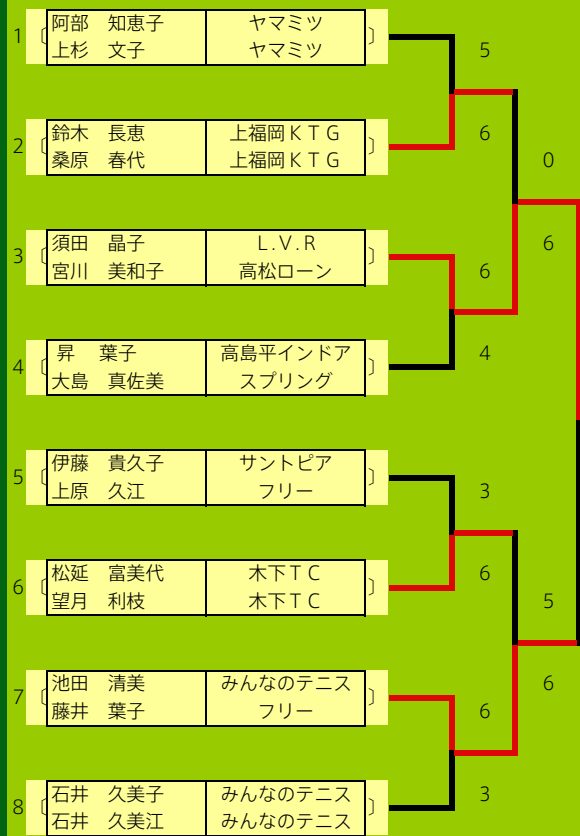 1 〔 阿部　知恵子 ヤマミツ 〕
上杉　文子 ヤマミツ
5
2 〔 鈴木　長恵 上福岡ＫＴＧ 〕
桑原　春代 上福岡ＫＴＧ
6
0
3 〔 須田　晶子 Ｌ.Ｖ.Ｒ 〕
宮川　美和子 高松ローン
6
6
4 〔 昇　葉子 高島平インドア 〕
大島　真佐美 スプリング
4
5 〔 伊藤　貴久子 サントピア 〕
上原　久江 フリー
3
6 〔 松延　富美代 木下ＴＣ 〕
望月　利枝 木下ＴＣ
6
5
7 〔 池田　清美 みんなのテニス 〕
藤井　葉子 フリー
6
6
8 〔 石井　久美子 みんなのテニス 〕
石井　久美江 みんなのテニス
3